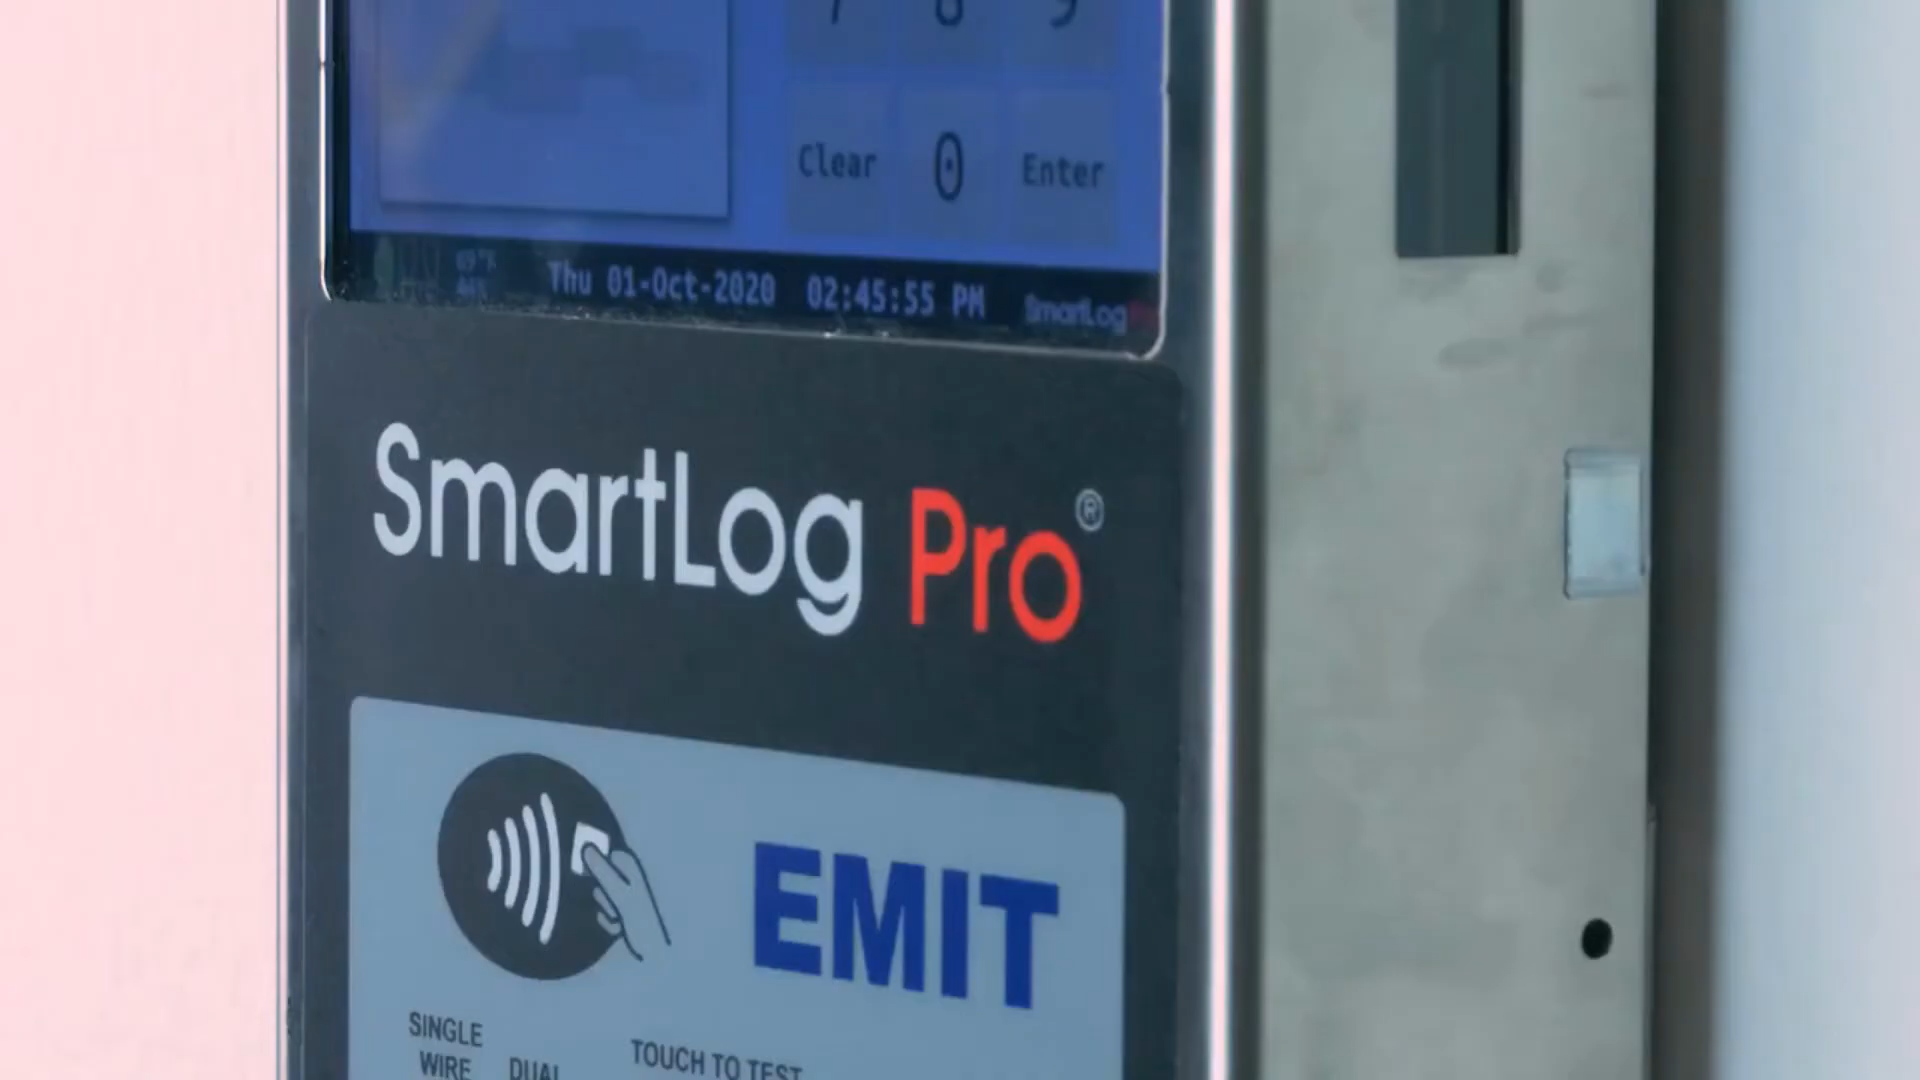 7 8 9
Clear 0 Enter
Thu 01-Oct-2020 02:45:55 PM SmartLog Pro
SmartLog Pro®
EMIT
SINGLE
WIRE
DUAL
TOUCH TO TEST